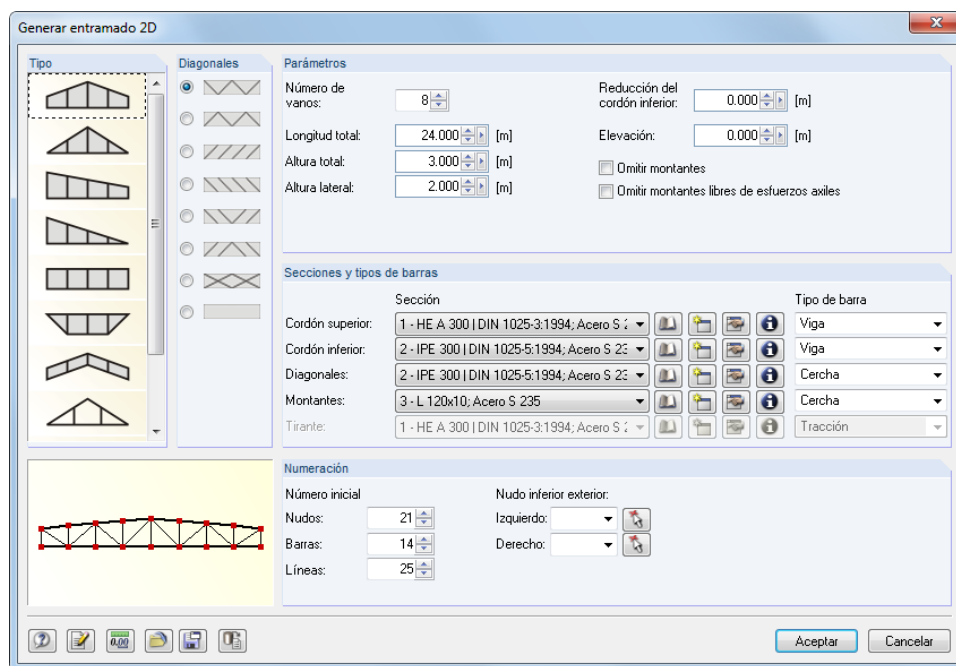 Generar entramado 2D
Tipo
Diagonales
Parámetros
Número de
vanos:
8
Longitud total:
24.000
[m]
Altura total:
3.000
[m]
Altura lateral:
2.000
[m]
Reducción del
cordón inferior:
0.000
[m]
Elevación:
0.000
[m]
Omitir montantes
Omitir montantes libres de esfuerzos axiles
Secciones y tipos de barras
Sección
Tipo de barra
Cordón superior:
1 - HE A 300 | DIN 1025-3:1994; Acero S 2
Viga
Cordón inferior:
2 - IPE 300 | DIN 1025-5:1994; Acero S 23
Viga
Diagonales:
2 - IPE 300 | DIN 1025-5:1994; Acero S 23
Cercha
Montantes:
3 - L 120x10; Acero S 235
Cercha
Tirante:
1 - HE A 300 | DIN 1025-3:1994; Acero S 2
Tracción
Numeración
Número inicial
Nudos:
21
Barras:
14
Líneas:
25
Nudo inferior exterior:
Izquierdo:
Derecho:
0.00
Aceptar
Cancelar